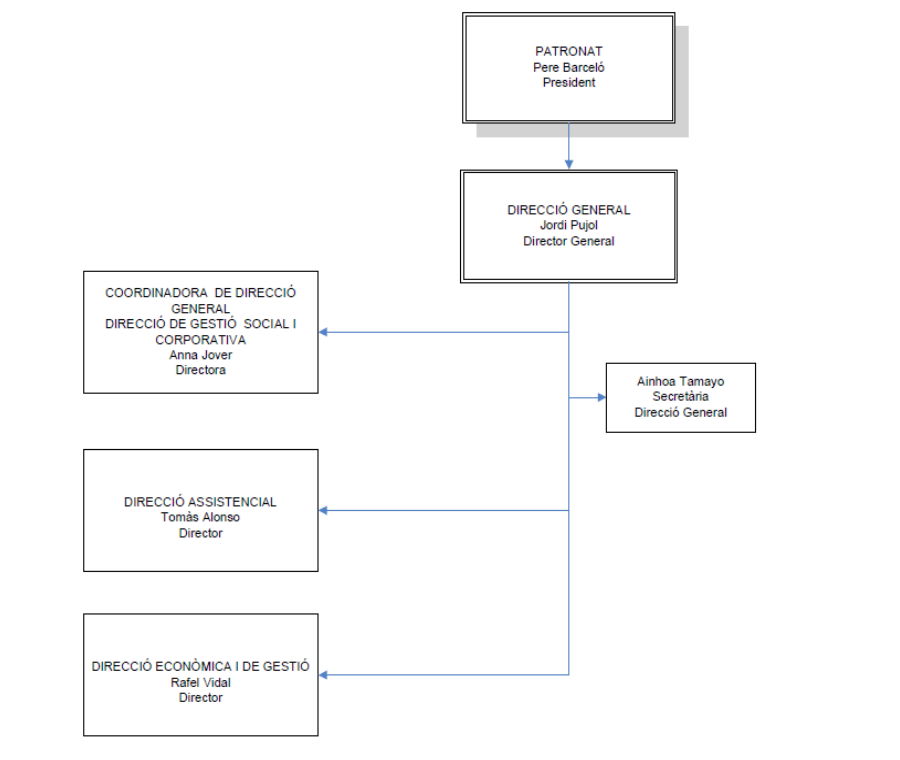 PATRONAT
Pere Barceló
President
DIRECCIÓ GENERAL
Jordi Pujol
Director General
COORDINADORA DE DIRECCIÓ
GENERAL
DIRECCIÓ DE GESTIÓ SOCIAL I
CORPORATIVA
Anna Jover
Directora
Ainhoa Tamayo
Secretària
Direcció General
DIRECCIÓ ASSISTENCIAL
Tomàs Alonso
Director
DIRECCIÓ ECONÒMICA I DE GESTIÓ
Rafel Vidal
Director